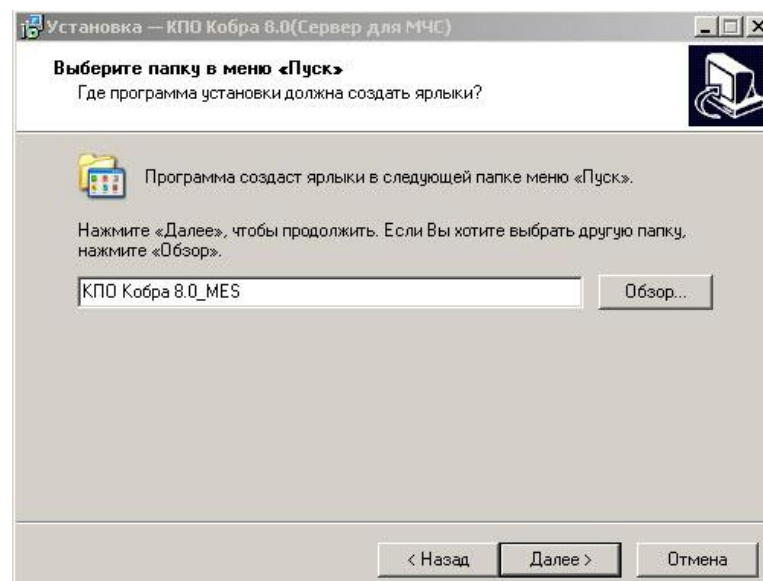 Установка — КПО Кобра 8.0(Сервер для МЧС)
Выберите папку в меню «Пуск»
Где программа установки должна создать ярлыки?
Программа создаст ярлыки в следующей папке меню «Пуск».
Нажмите «Далее», чтобы продолжить. Если Вы хотите выбрать другую папку,
нажмите «Обзор».
КПО Кобра 8.0_MES
Обзор...
< Назад
Далее >
Отмена